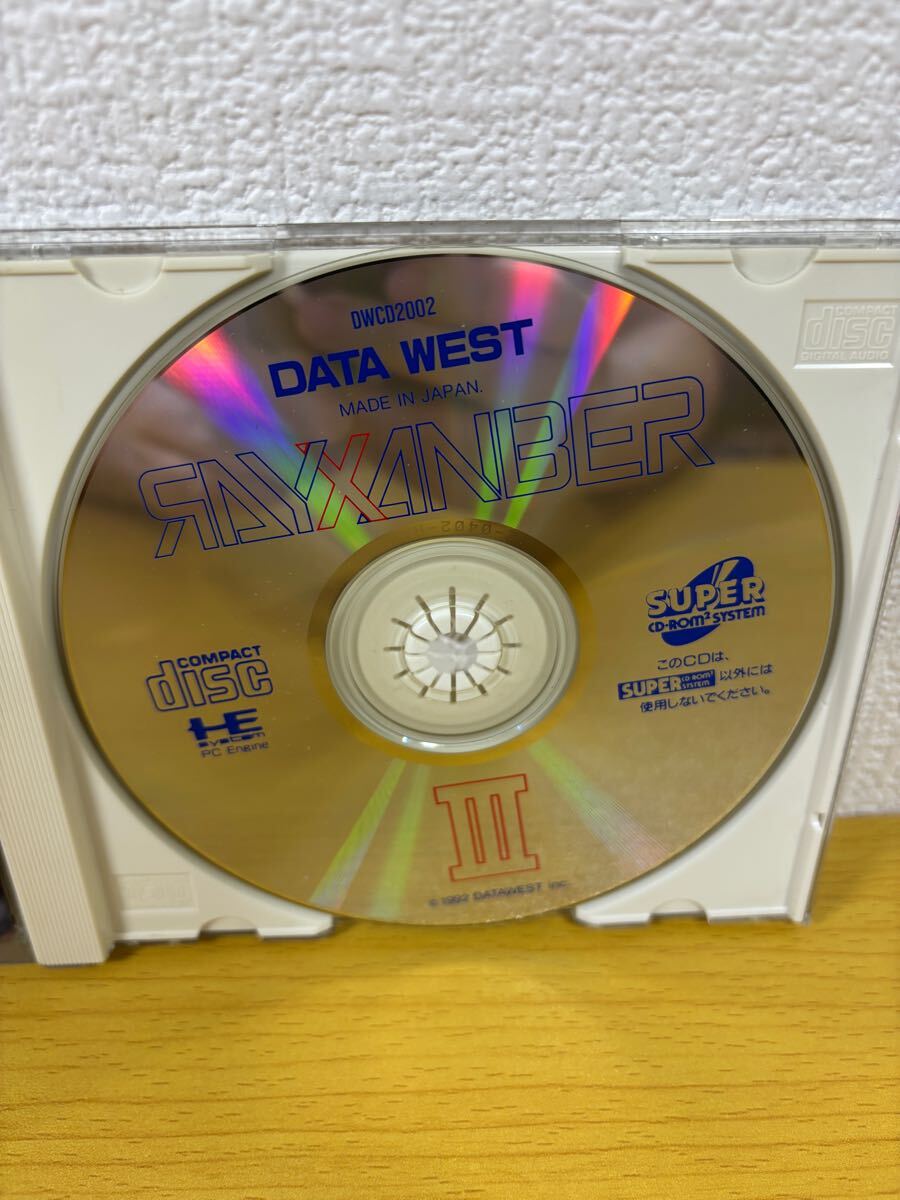 DWCD2002
DATA WEST
MADE IN JAPAN.
RAYXANBER
COMPACT
disc
DIGITAL AUDIO
SUPER
CD-ROM² SYSTEM
このCDは、
SUPER CD-ROM² SYSTEM 以外には
使用しないでください。
COMPACT
disc
HE
system
PC Engine
III
© 1992 DATAWEST Inc.